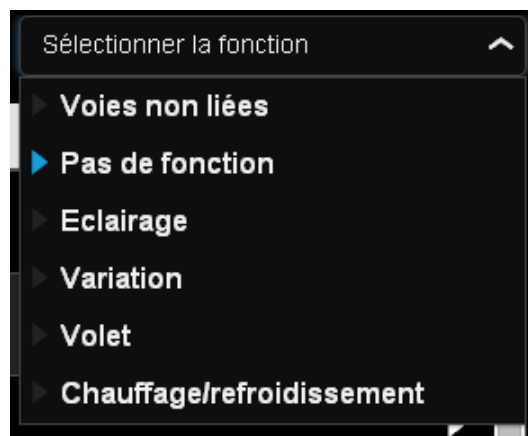 Sélectionner la fonction
Voies non liées
Pas de fonction
Eclairage
Variation
Volet
Chauffage/refroidissement